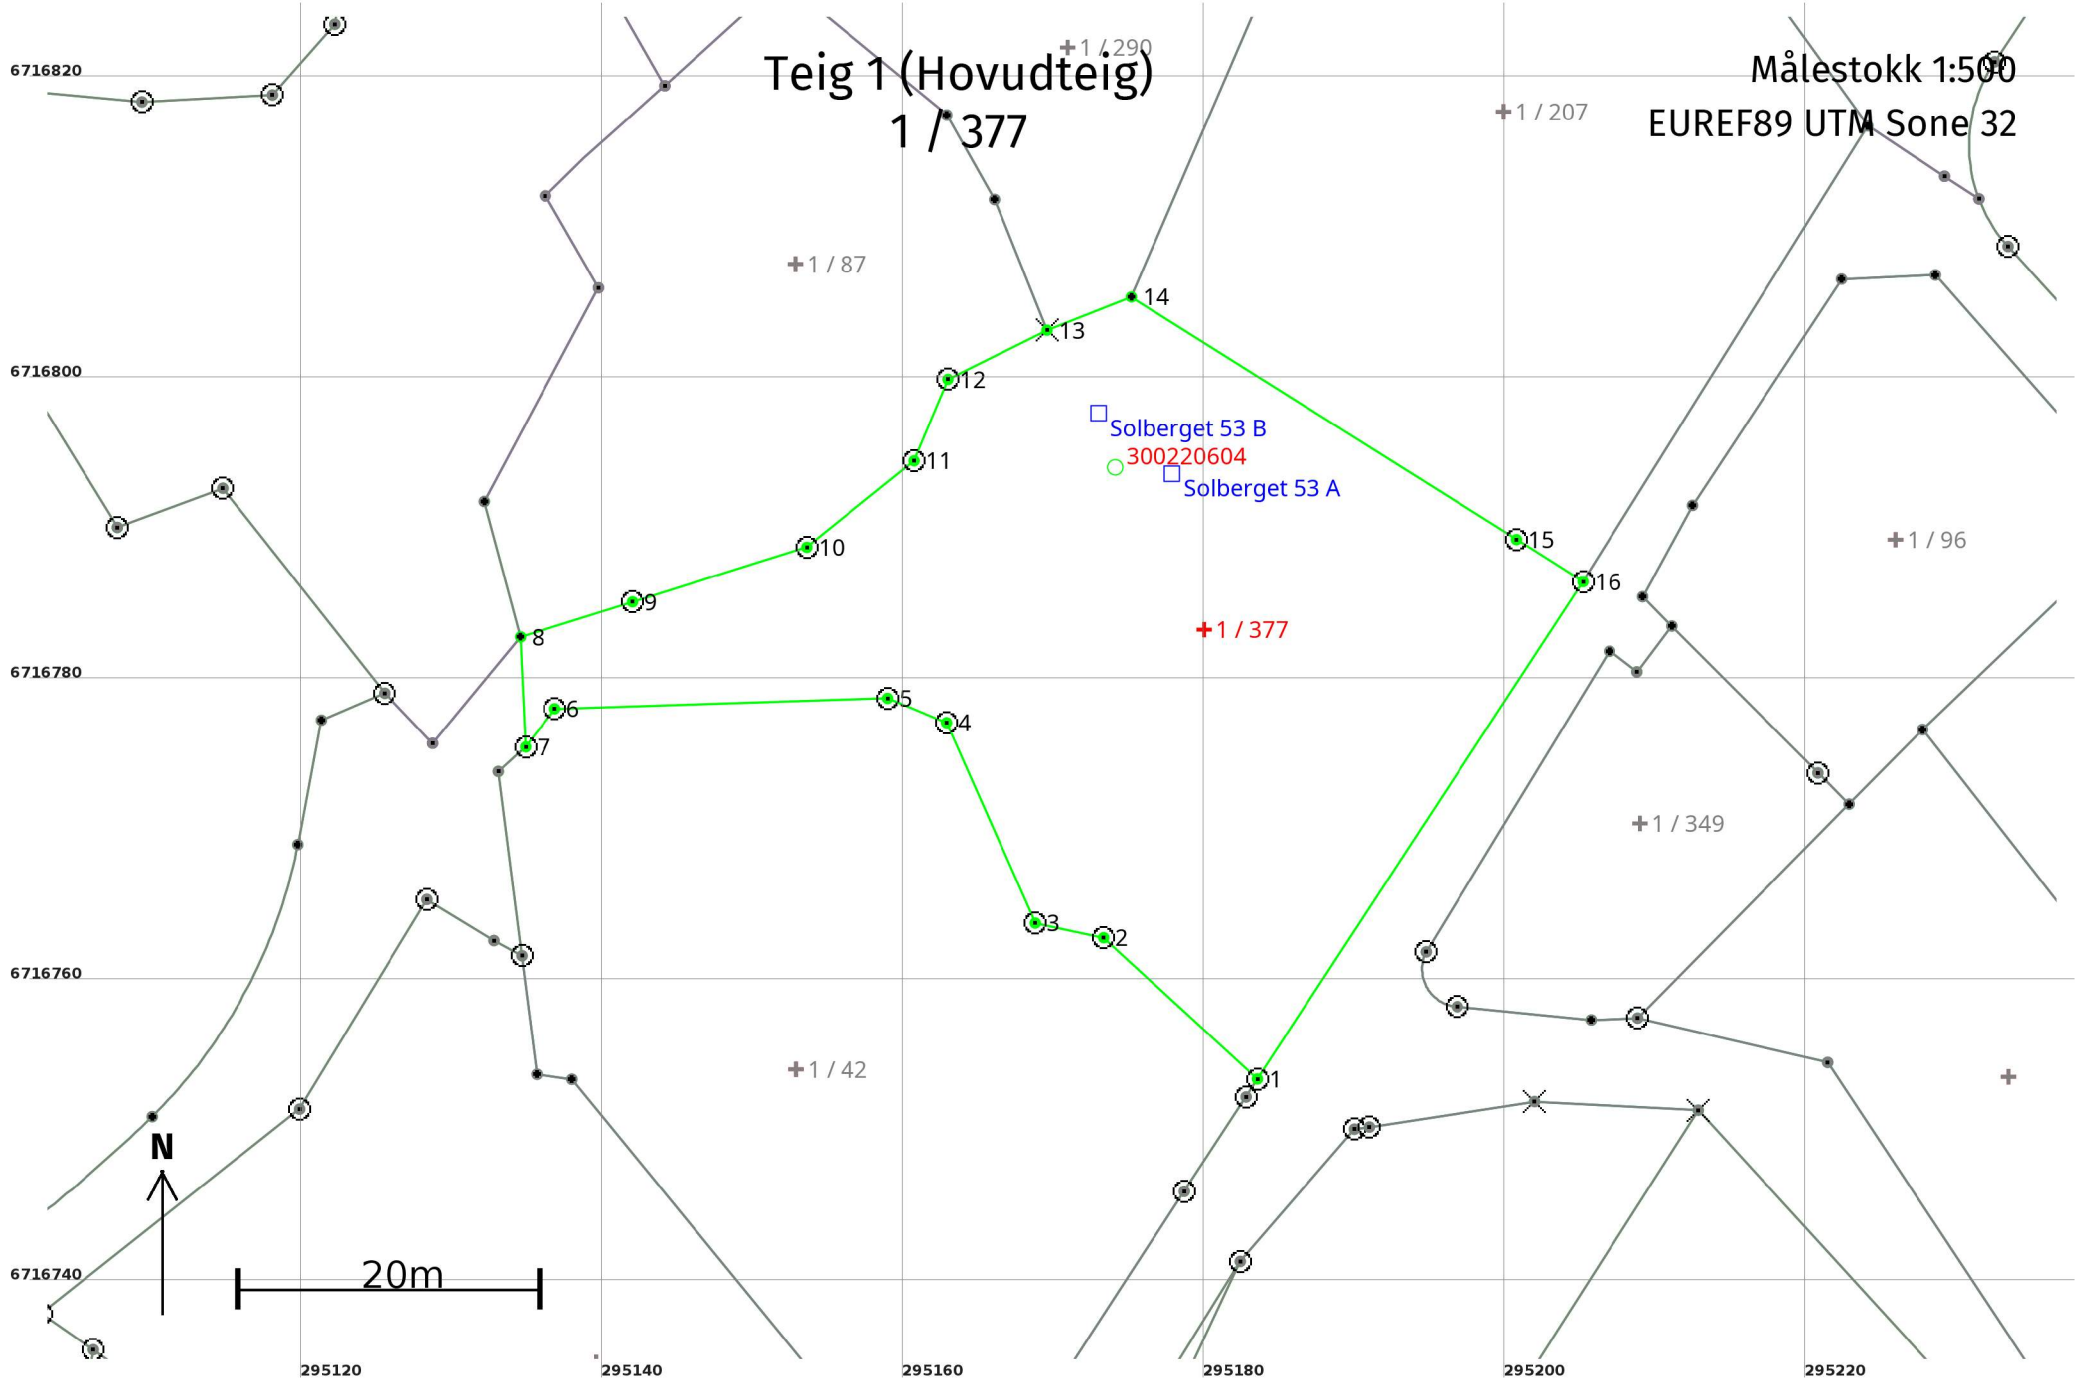 1 / 290
6716820
Teig 1 (Hovudteig)
Målestokk 1:500
1 / 377
1 / 207
EUREF89 UTM Sone 32
1 / 87
14
13
6716800
12
Solberget 53 B
11
300220604
Solberget 53 A
10
15
1 / 96
16
9
8
1 / 377
6716780
5
6
4
7
1 / 349
3
2
6716760
1 / 42
1
N
6716740
20m
295120
295140
295160
295180
295200
295220